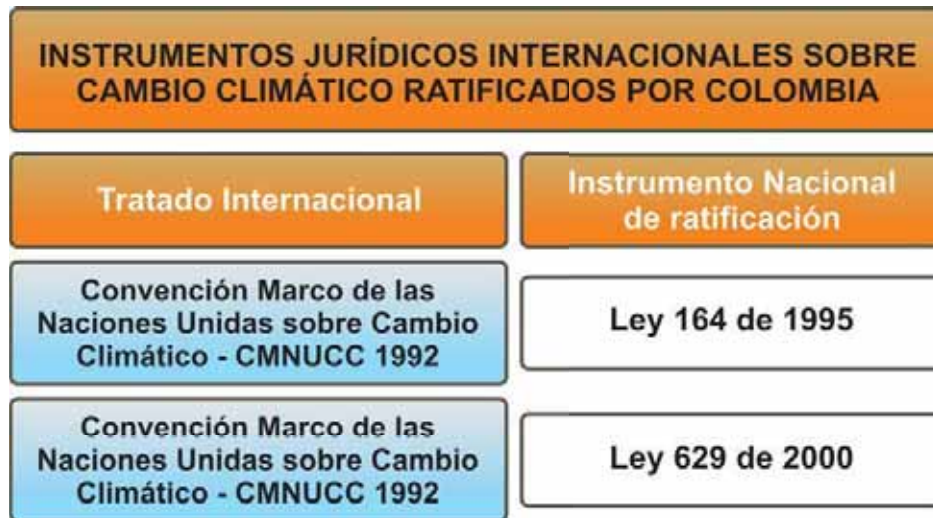 INSTRUMENTOS JURÍDICOS INTERNACIONALES SOBRE
CAMBIO CLIMÁTICO RATIFICADOS POR COLOMBIA
Tratado Internacional
Instrumento Nacional
de ratificación
Convención Marco de las
Naciones Unidas sobre Cambio
Climático - CMNUCC 1992
Ley 164 de 1995
Convención Marco de las
Naciones Unidas sobre Cambio
Climático - CMNUCC 1992
Ley 629 de 2000